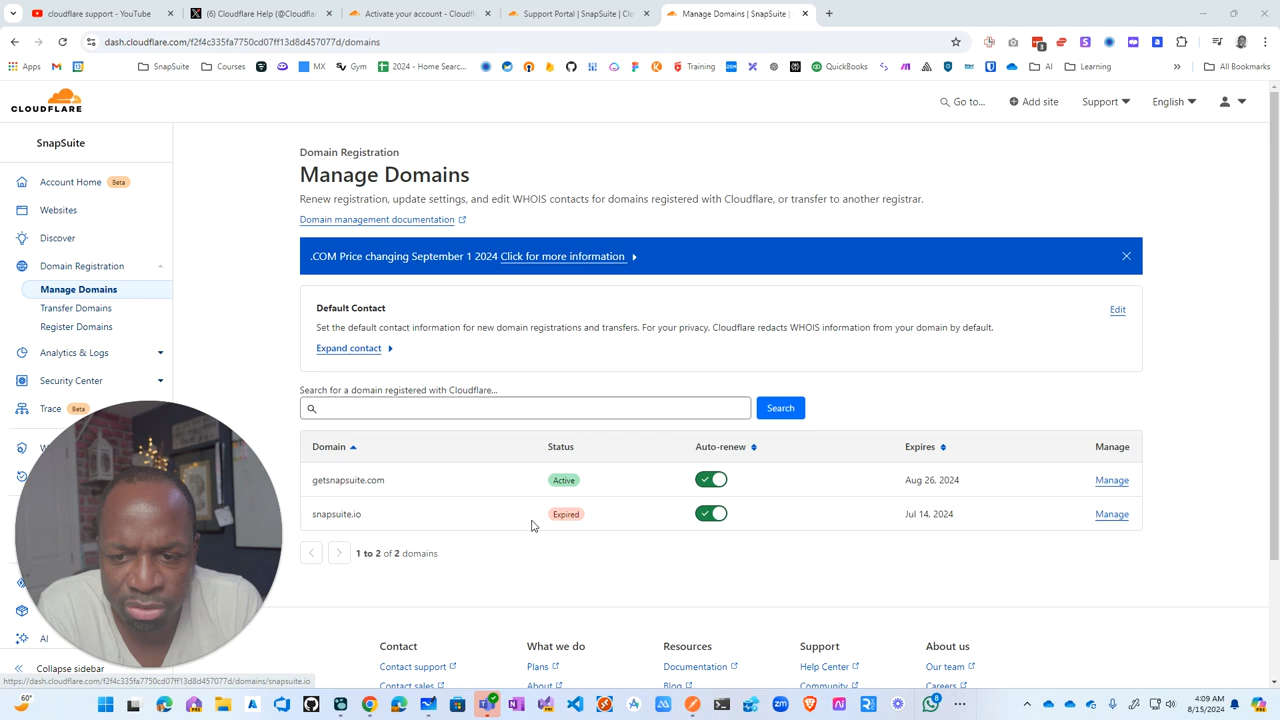 cloudflare support - YouTube
(6) Cloudflare Help (@Cloudfla
Activate your account - Cloudfl
Support Portal | SnapSuite | Clo
Manage Domains | SnapSuite |
dash.cloudflare.com/f2f4c335fa7750cd07ff13d8d457077d/domains
Apps
SnapSuite
Courses
MX
Gym
2024 - Home Searc...
Training
QuickBooks
AI
Learning
All Bookmarks
CLOUDFLARE
Go to...
Add site
Support
English
SnapSuite
Account Home Beta
Websites
Discover
Domain Registration
Manage Domains
Transfer Domains
Register Domains
Analytics & Logs
Security Center
Trace Beta
AI
Collapse sidebar
Domain Registration
Manage Domains
Renew registration, update settings, and edit WHOIS contacts for domains registered with Cloudflare, or transfer to another registrar.
Domain management documentation
.COM Price changing September 1 2024 Click for more information
Default Contact
Edit
Set the default contact information for new domain registrations and transfers. For your privacy, Cloudflare redacts WHOIS information from your domain by default.
Expand contact
Search for a domain registered with Cloudflare...
Search
Domain Status Auto-renew Expires Manage
getsnapsuite.com Active Aug 26, 2024 Manage
snapsuite.io Expired Jul 14, 2024 Manage
1 to 2 of 2 domains
Contact What we do Resources Support About us
Contact support Plans Documentation Help Center Our team
Contact sales About Blog Community Careers
https://dash.cloudflare.com/f2f4c335fa7750cd07ff13d8d457077d/domains/snapsuite.io
60°
4:09 AM
8/15/2024